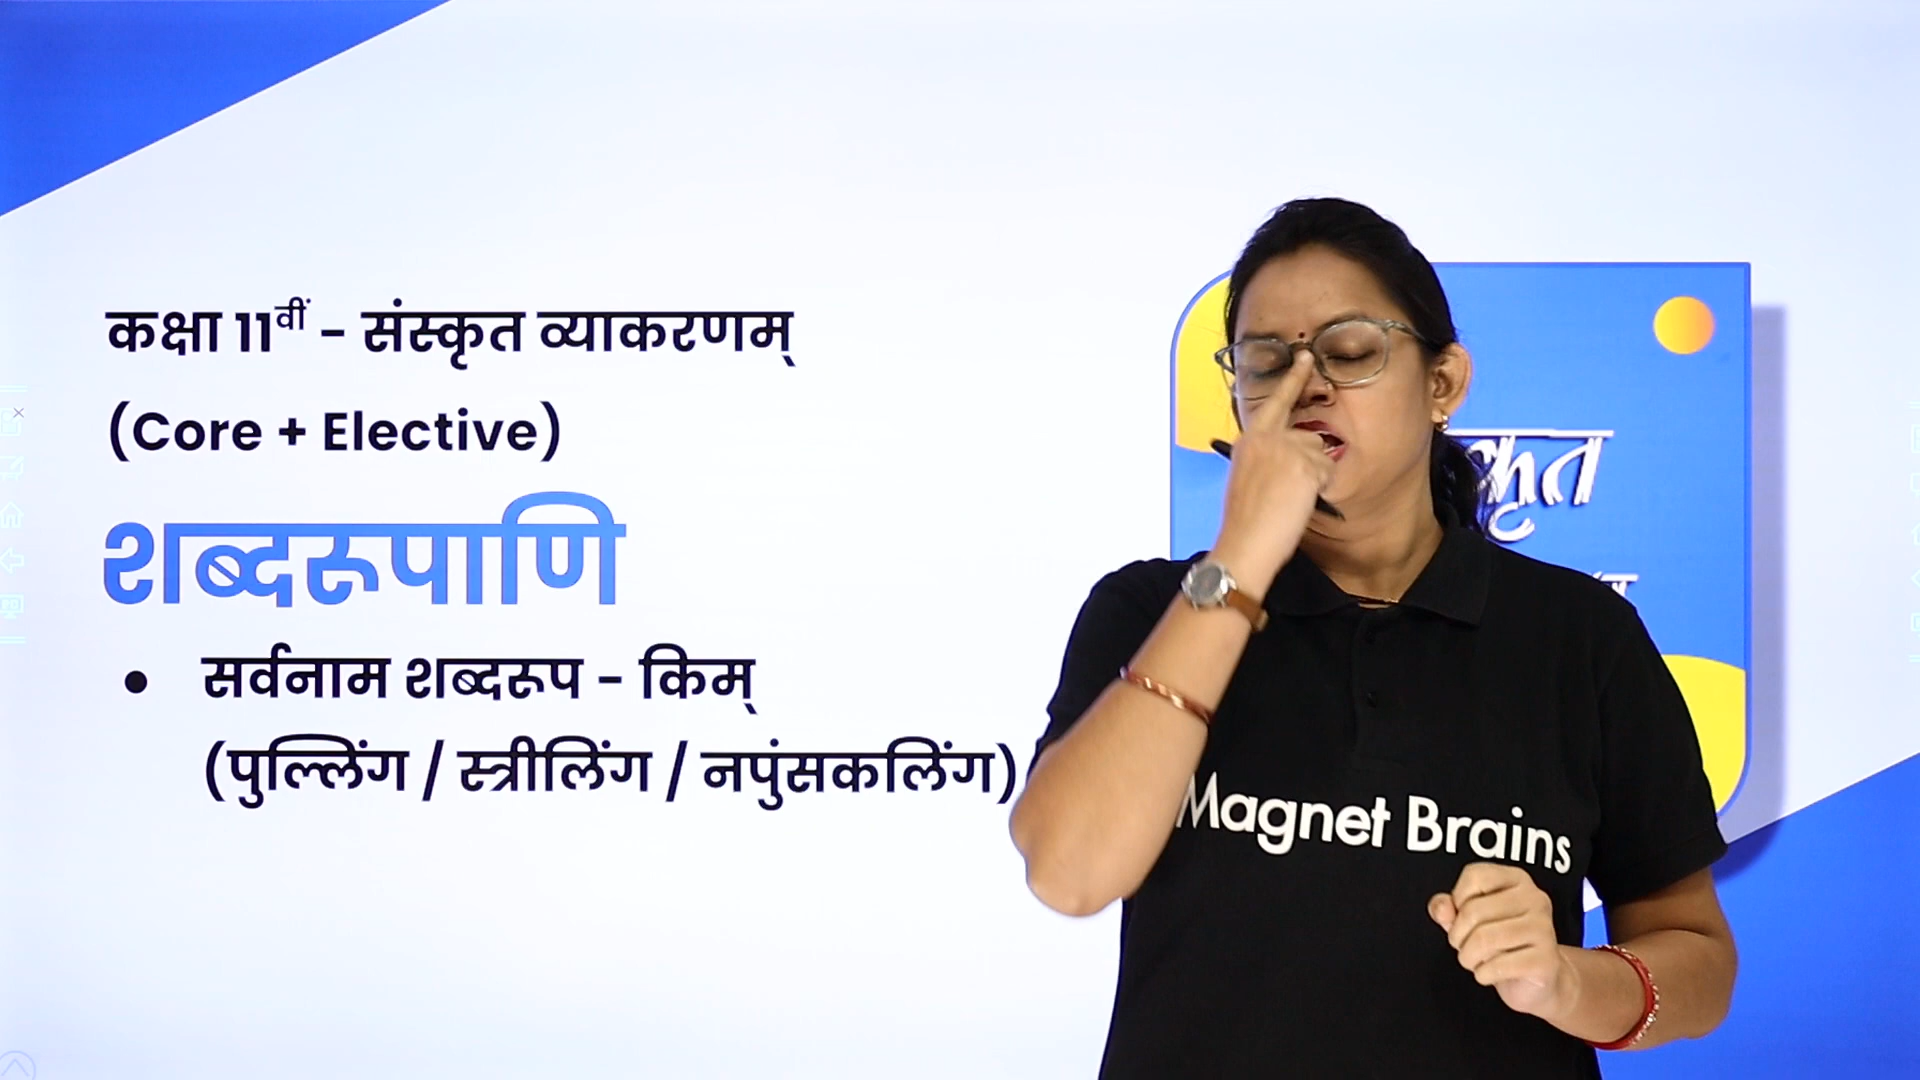 कक्षा 11वीं - संस्कृत व्याकरणम्
(Core + Elective)
शब्दरूपाणि
• सर्वनाम शब्दरूप - किम्
(पुल्लिंग / स्त्रीलिंग / नपुंसकलिंग)
Magnet Brains